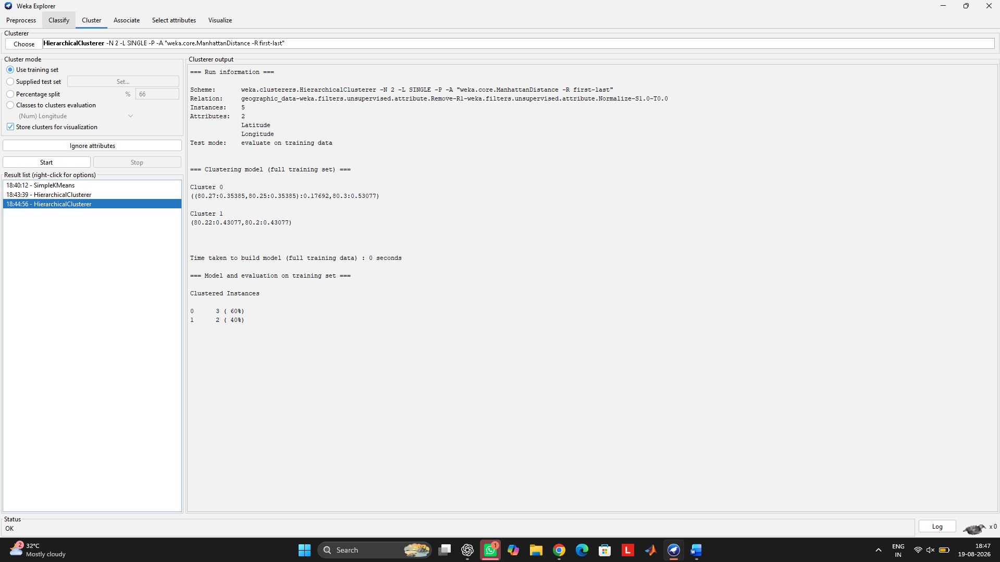 Weka Explorer
Preprocess Classify Cluster Associate Select attributes Visualize
Clusterer
Choose HierarchicalClusterer -N 2 -L SINGLE -P -A "weka.core.ManhattanDistance -R first-last"
Cluster mode
Use training set
Supplied test set Set...
Percentage split % 66
Classes to clusters evaluation
(Num) Longitude
Store clusters for visualization
Ignore attributes
Start Stop
Result list (right-click for options)
18:40:12 - SimpleKMeans
18:43:39 - HierarchicalClusterer
18:44:56 - HierarchicalClusterer
Clusterer output
=== Run information ===
Scheme: weka.clusterers.HierarchicalClusterer -N 2 -L SINGLE -P -A "weka.core.ManhattanDistance -R first-last"
Relation: geographic_data-weka.filters.unsupervised.attribute.Remove-R1-weka.filters.unsupervised.attribute.Normalize-S1.0-T0.0
Instances: 5
Attributes: 2
Latitude
Longitude
Test mode: evaluate on training data
=== Clustering model (full training set) ===
Cluster 0
((80.27:0.35385,80.25:0.35385):0.17692,80.3:0.53077)
Cluster 1
(80.22:0.43077,80.2:0.43077)
Time taken to build model (full training data) : 0 seconds
=== Model and evaluation on training set ===
Clustered Instances
0 3 ( 60%)
1 2 ( 40%)
Status
OK
Log
x 0
2
32°C
Mostly cloudy
Search
1
L
W
ENG
IN
18:47
19-08-2026